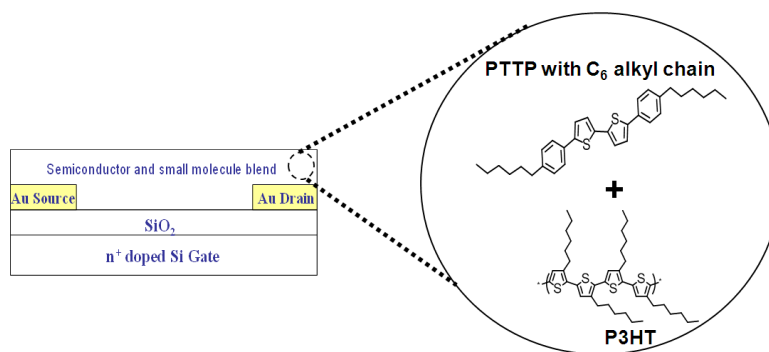 PTTP with C₆ alkyl chain
S
S
Semiconductor and small molecule blend
Au Source
Au Drain
SiO₂
n⁺ doped Si Gate
+
S
S
S
S
P3HT